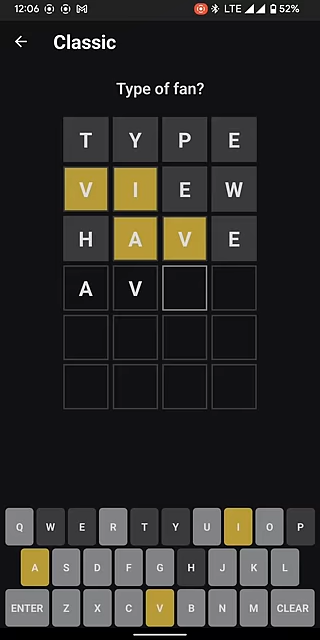 12:06 LTE 52%
← Classic
Type of fan?
T Y P E
V I E W
H A V E
A V
Q W E R T Y U I O P
A S D F G H J K L
ENTER Z X C V B N M CLEAR